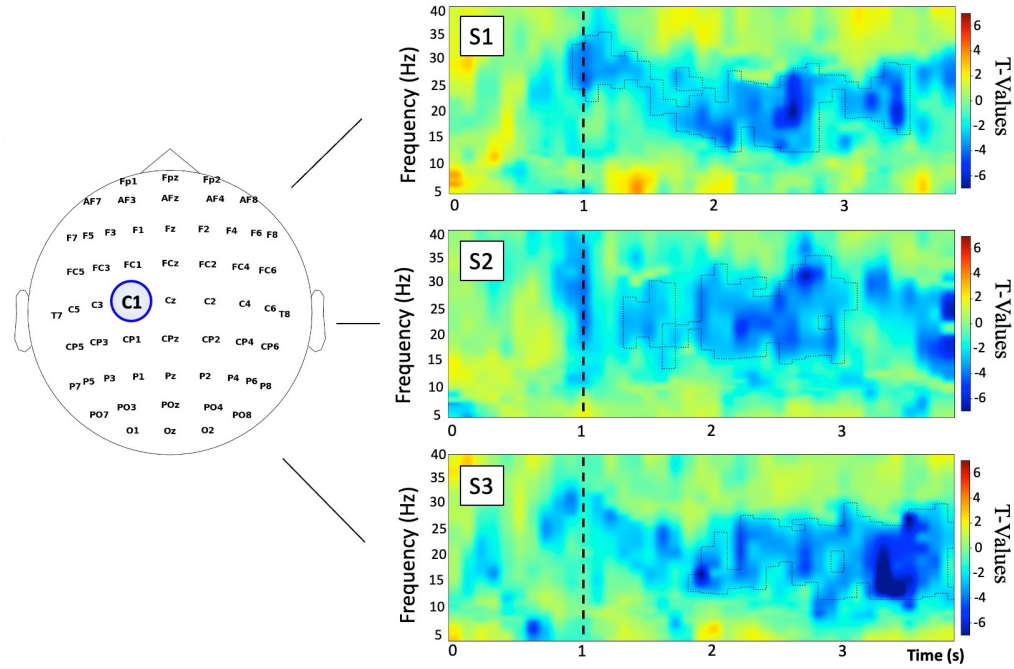 Fp1 Fpz Fp2
AF7 AF3 AFz AF4 AF8
F7 F5 F3 F1 Fz F2 F4 F6 F8
FC5 FC3 FC1 FCz FC2 FC4 FC6
T7 C5 C3 C1 Cz C2 C4 C6 T8
CP5 CP3 CP1 CPz CP2 CP4 CP6
P7 P5 P3 P1 Pz P2 P4 P6 P8
PO7 PO3 POz PO4 PO8
O1 Oz O2
S1
Frequency (Hz)
40
35
30
25
20
15
10
5
0 1 2 3
6
4
2
0
-2
-4
-6
T-Values
S2
Frequency (Hz)
40
35
30
25
20
15
10
5
0 1 2 3
6
4
2
0
-2
-4
-6
T-Values
S3
Frequency (Hz)
40
35
30
25
20
15
10
5
0 1 2 3
Time (s)
6
4
2
0
-2
-4
-6
T-Values